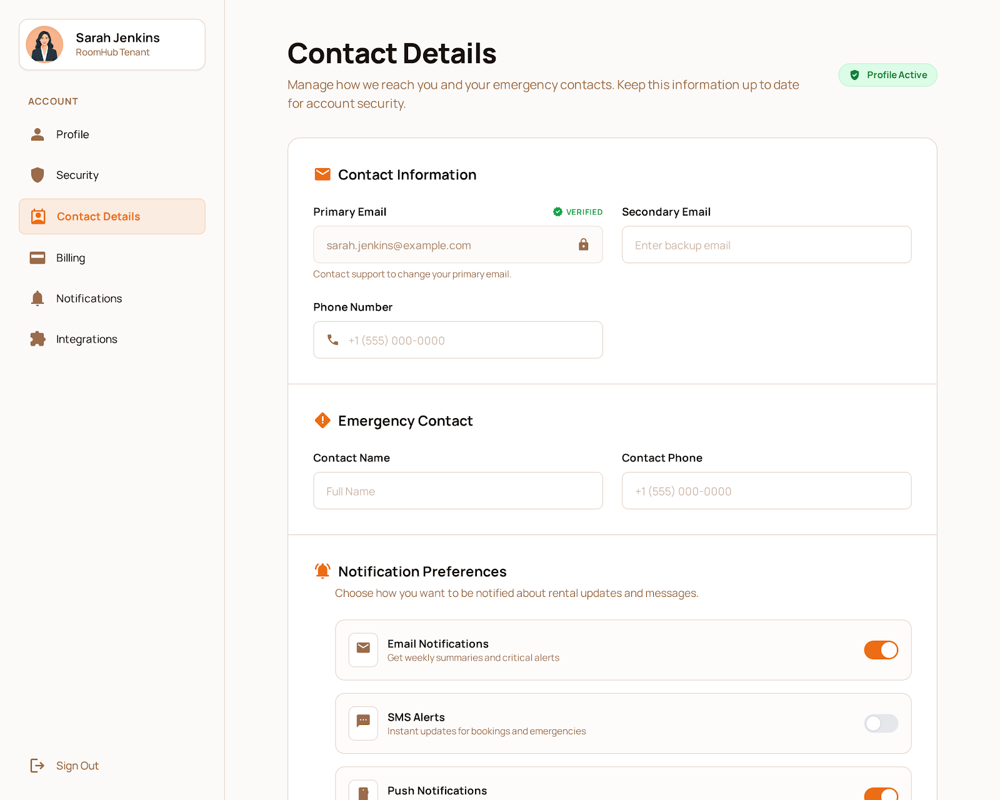 Sarah Jenkins
RoomHub Tenant
ACCOUNT
Profile
Security
Contact Details
Billing
Notifications
Integrations
Sign Out
Contact Details
Manage how we reach you and your emergency contacts. Keep this information up to date
for account security.
Profile Active
Contact Information
Primary Email
VERIFIED
sarah.jenkins@example.com
Contact support to change your primary email.
Secondary Email
Enter backup email
Phone Number
+1 (555) 000-0000
Emergency Contact
Contact Name
Full Name
Contact Phone
+1 (555) 000-0000
Notification Preferences
Choose how you want to be notified about rental updates and messages.
Email Notifications
Get weekly summaries and critical alerts
SMS Alerts
Instant updates for bookings and emergencies
Push Notifications